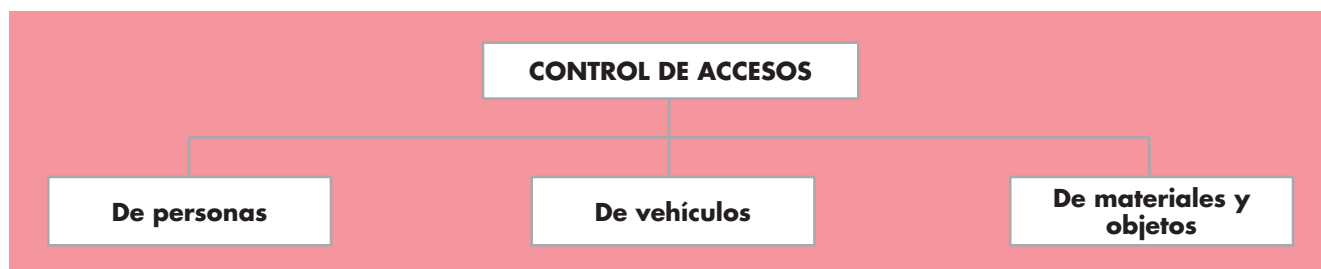 CONTROL DE ACCESOS
De personas
De vehículos
De materiales y
objetos